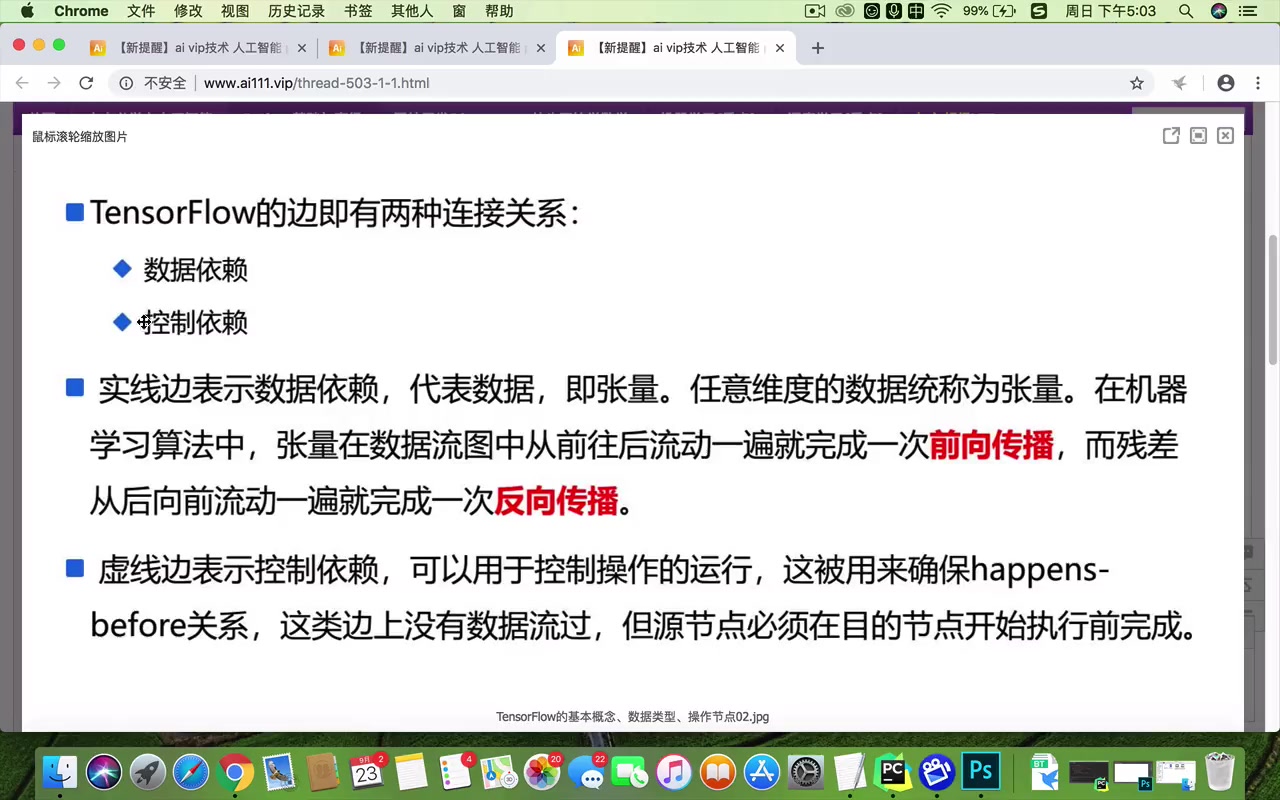 Chrome 文件 修改 视图 历史记录 书签 其他人 窗 帮助 99% 周日 下午5:03
【新提醒】ai vip技术 人工智能 【新提醒】ai vip技术 人工智能 【新提醒】ai vip技术 人工智能
不安全 www.ai111.vip/thread-503-1-1.html
鼠标滚轮缩放图片
TensorFlow的边即有两种连接关系：
数据依赖
控制依赖
实线边表示数据依赖，代表数据，即张量。任意维度的数据统称为张量。在机器
学习算法中，张量在数据流图中从前往后流动一遍就完成一次前向传播，而残差
从后向前流动一遍就完成一次反向传播。
虚线边表示控制依赖，可以用于控制操作的运行，这被用来确保happens-
before关系，这类边上没有数据流过，但源节点必须在目的节点开始执行前完成。
TensorFlow的基本概念、数据类型、操作节点02.jpg
9月 23 2 4 20 22 PC Ps